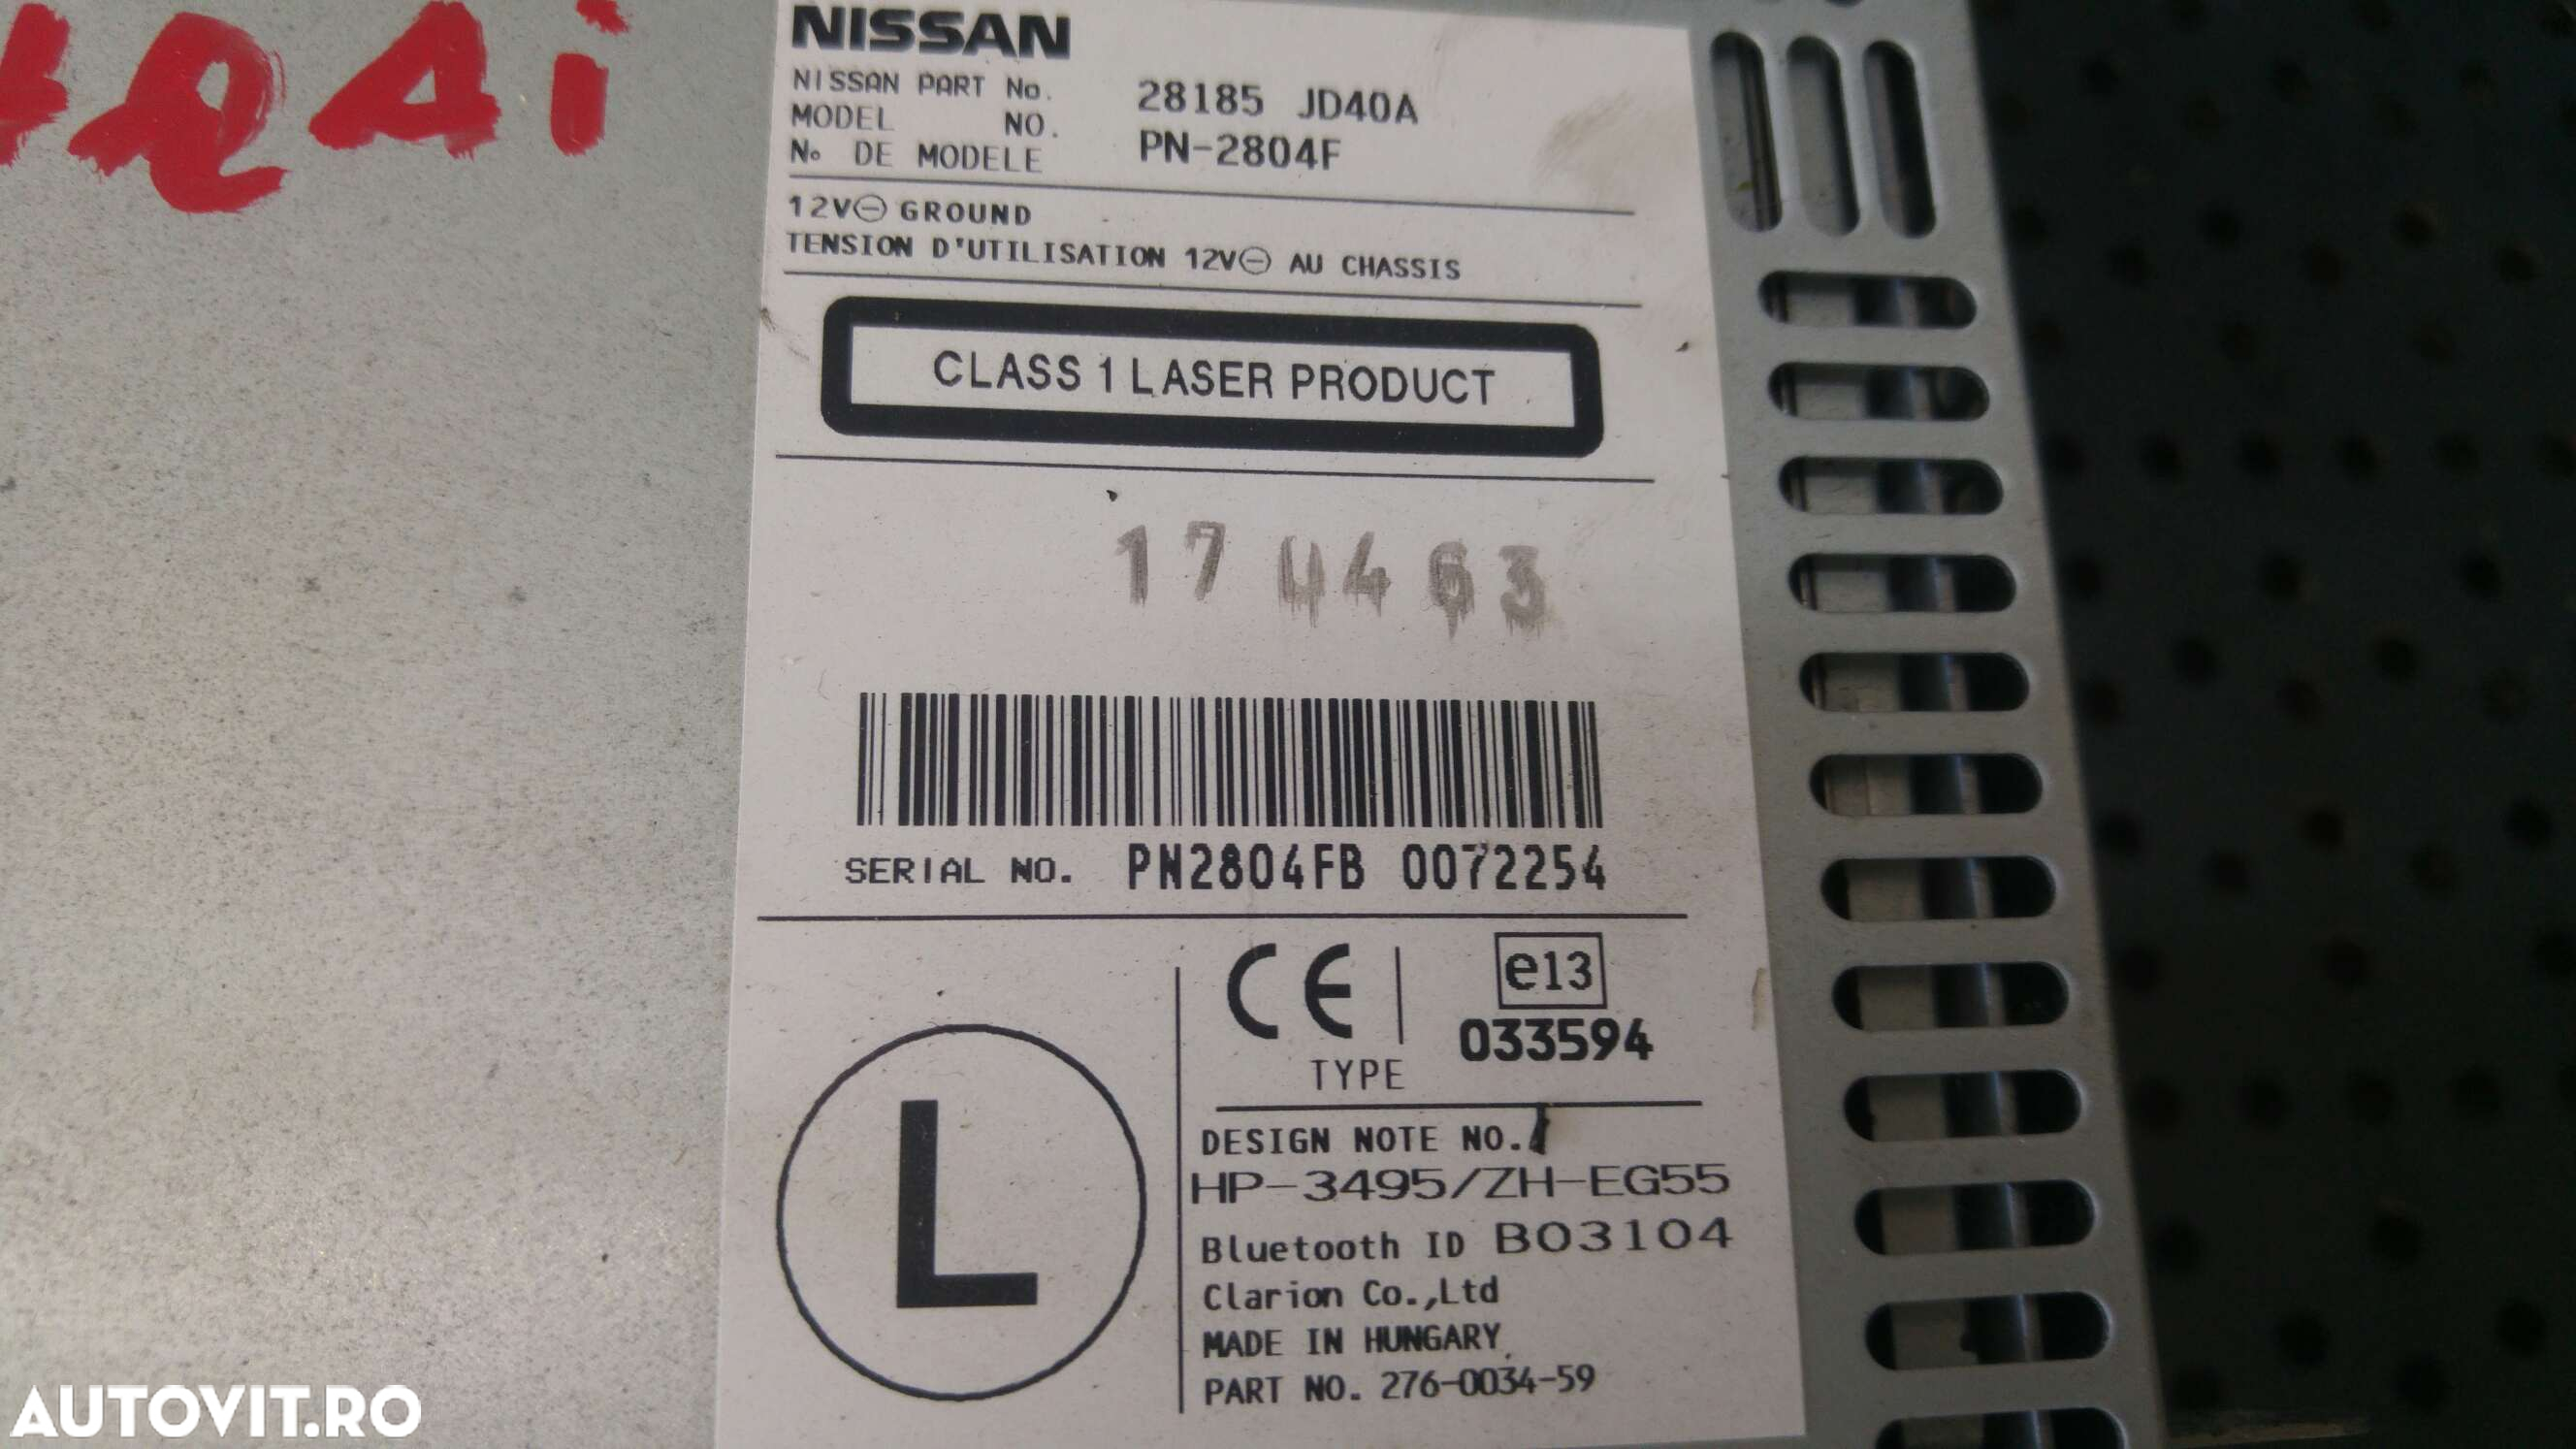 NISSAN
NISSAN PART No. 28185 JD40A
MODEL NO. PN-2804F
No DE MODELE
12V⊖ GROUND
TENSION D'UTILISATION 12V⊖ AU CHASSIS
CLASS 1 LASER PRODUCT
17 44 63
SERIAL NO. PN2804FB 0072254
CE
e13
033594
TYPE
L
DESIGN NOTE NO.
HP-3495/ZH-EG55
Bluetooth ID B03104
Clarion Co.,Ltd
MADE IN HUNGARY
PART NO. 276-0034-59
AUTOVIT.RO